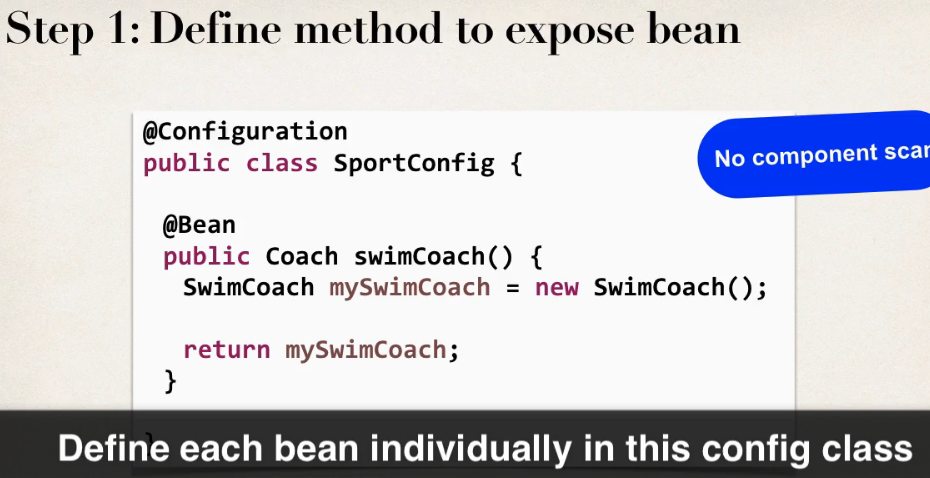 Step 1: Define method to expose bean
@Configuration
public class SportConfig {
No component scan
@Bean
public Coach swimCoach() {
SwimCoach mySwimCoach = new SwimCoach();
return mySwimCoach;
}
}
Define each bean individually in this config class